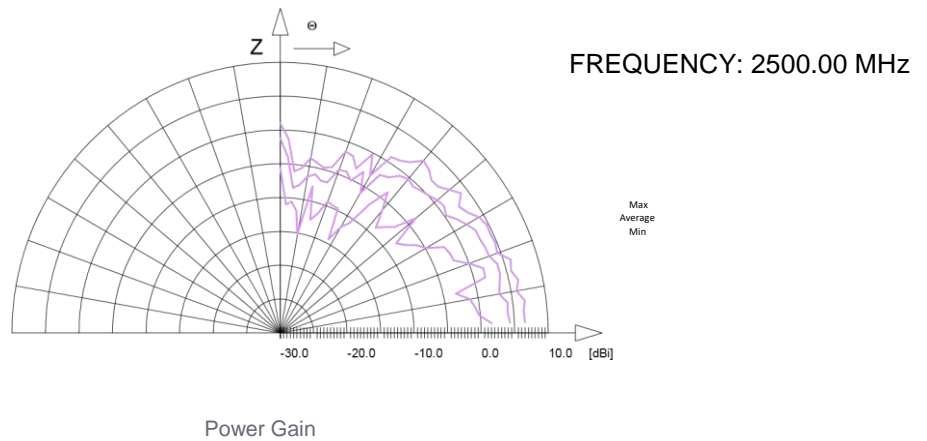 Θ
Z
FREQUENCY: 2500.00 MHz
Max
Average
Min
-30.0 -20.0 -10.0 0.0 10.0 [dBi]
Power Gain